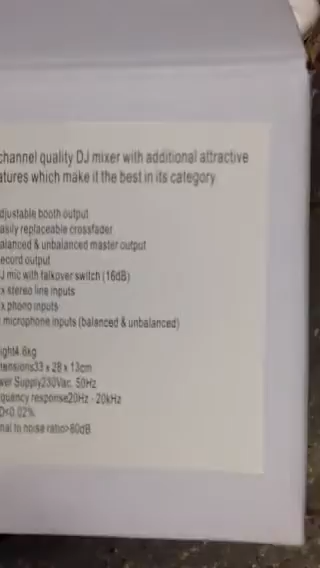 channel quality DJ mixer with additional attractive
atures which make it the best in its category
djustable booth output
asily replaceable crossfader
alanced & unbalanced master output
ecord output
J mic with talkover switch (16dB)
x stereo line inputs
x phono inputs
microphone inputs (balanced & unbalanced)
ight4.6kg
ensions33 x 28 x 13cm
wer Supply230Vac, 50Hz
quency response20Hz - 20kHz
D<0.02%
nal to noise ratio>80dB